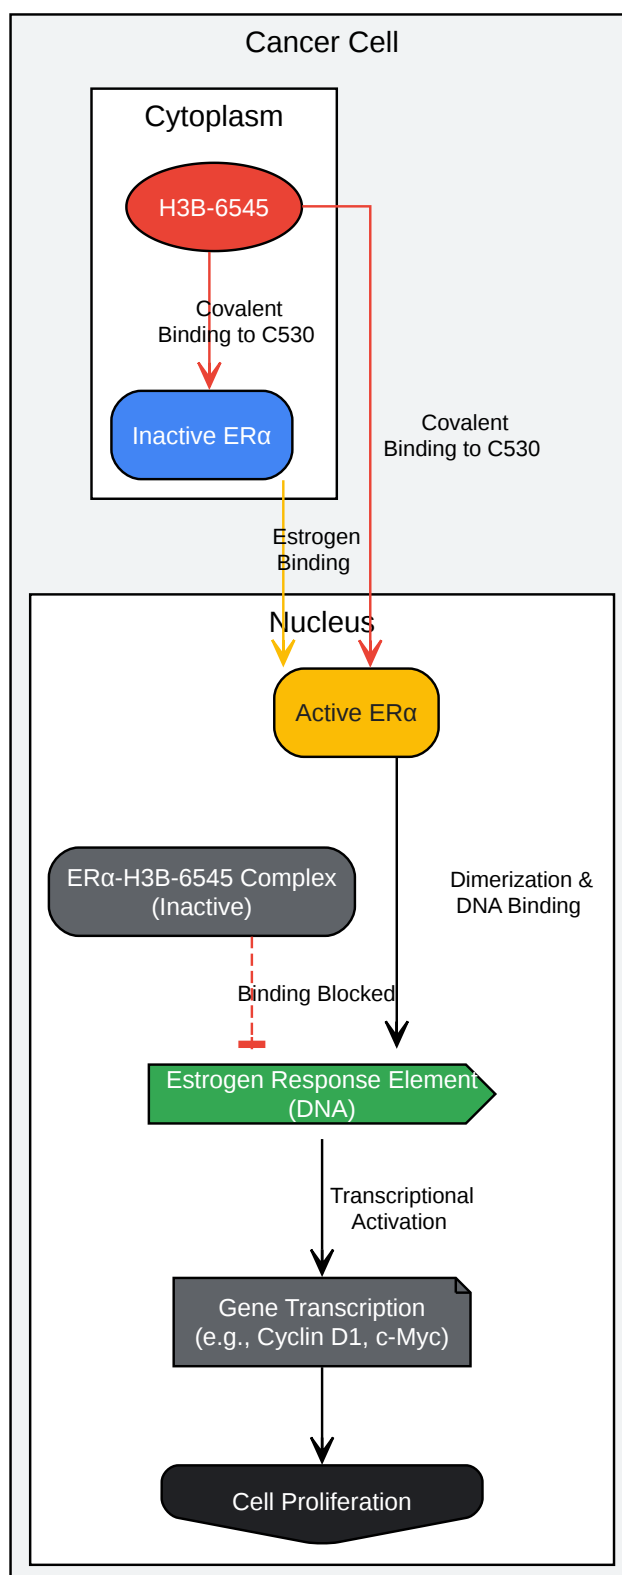 Cancer Cell
Cytoplasm
H3B-6545
Covalent
Binding to C530
Inactive ERα
Covalent
Binding to C530
Estrogen
Binding
Nucleus
Active ERα
ERα-H3B-6545 Complex
(Inactive)
Dimerization &
DNA Binding
Binding Blocked
Estrogen Response Element
(DNA)
Transcriptional
Activation
Gene Transcription
(e.g., Cyclin D1, c-Myc)
Cell Proliferation